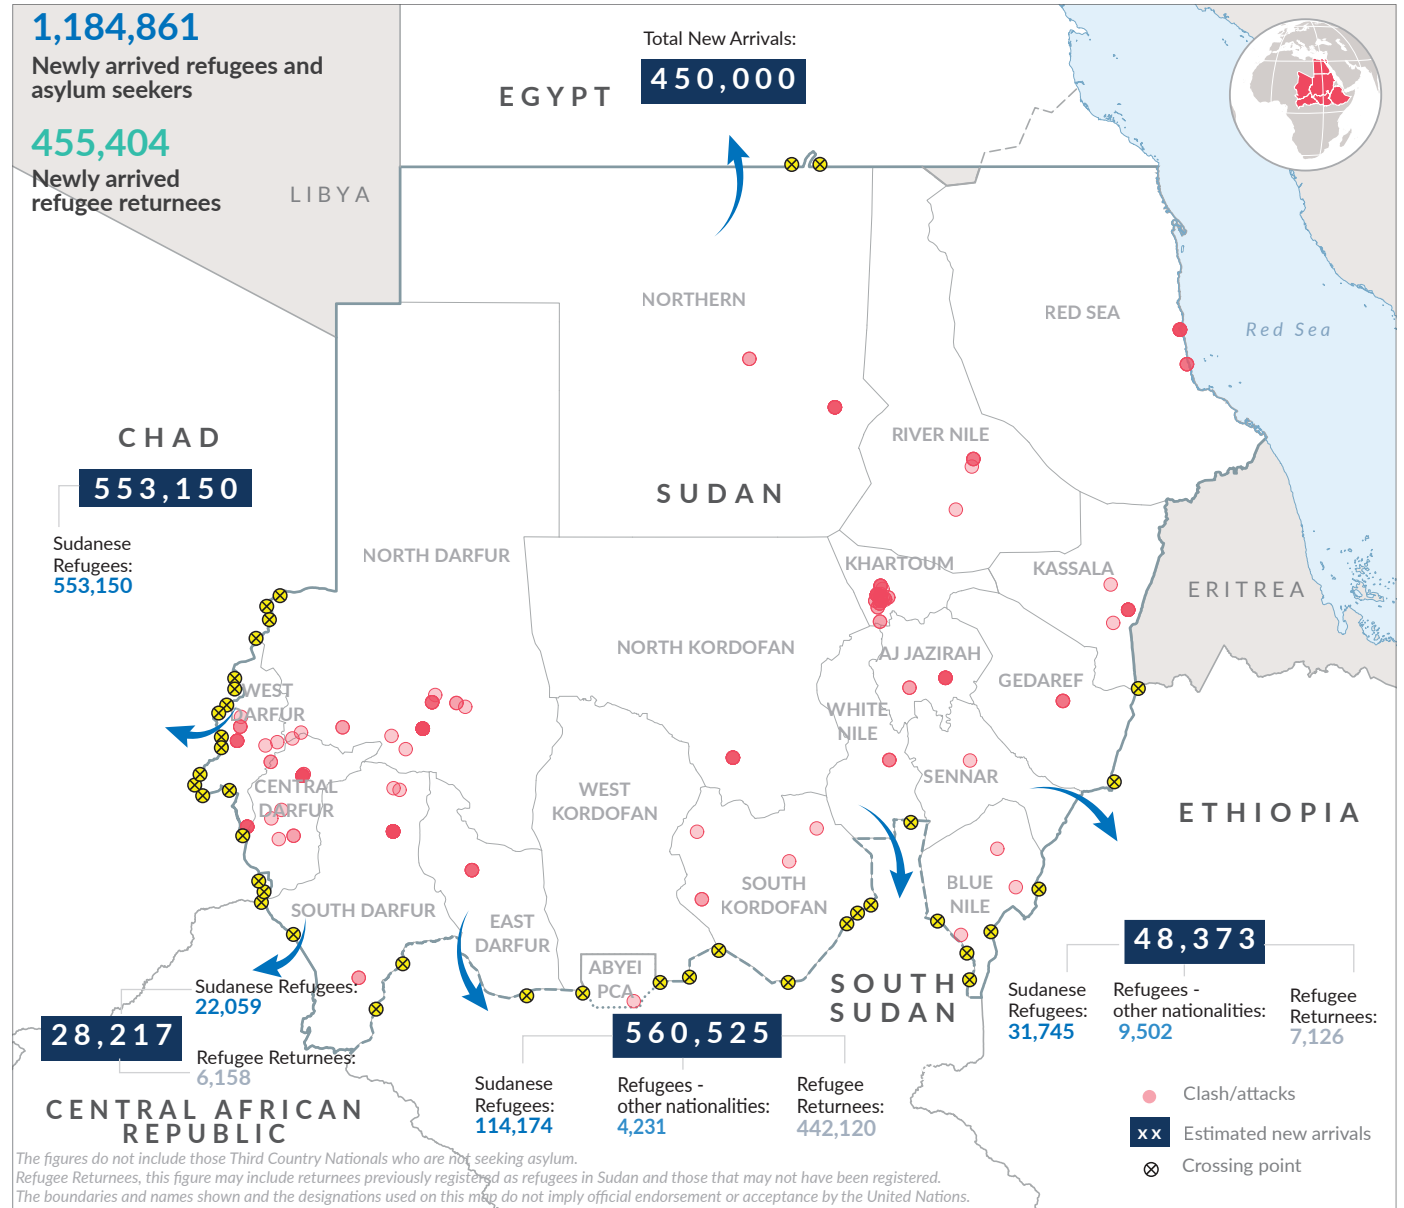 1,184,861
Newly arrived refugees and
asylum seekers
455,404
Newly arrived
refugee returnees
LIBYA
EGYPT
Total New Arrivals:
450,000
NORTHERN
RED SEA
Red Sea
CHAD
553,150
Sudanese
Refugees:
553,150
SUDAN
RIVER NILE
NORTH DARFUR
KHARTOUM
KASSALA
ERITREA
NORTH KORDOFAN
AJ JAZIRAH
GEDAREF
WEST
DARFUR
WHITE
NILE
SENNAR
CENTRAL
DARFUR
WEST
KORDOFAN
ETHIOPIA
SOUTH
KORDOFAN
BLUE
NILE
SOUTH DARFUR
EAST
DARFUR
ABYEI
PCA
SOUTH
SUDAN
48,373
Sudanese
Refugees:
31,745
Refugees -
other nationalities:
9,502
Refugee
Returnees:
7,126
Sudanese Refugees:
22,059
28,217
Refugee Returnees:
6,158
CENTRAL AFRICAN
REPUBLIC
560,525
Sudanese
Refugees:
114,174
Refugees -
other nationalities:
4,231
Refugee
Returnees:
442,120
Clash/attacks
xx Estimated new arrivals
Crossing point
The figures do not include those Third Country Nationals who are not seeking asylum.
Refugee Returnees, this figure may include returnees previously registered as refugees in Sudan and those that may not have been registered.
The boundaries and names shown and the designations used on this map do not imply official endorsement or acceptance by the United Nations.